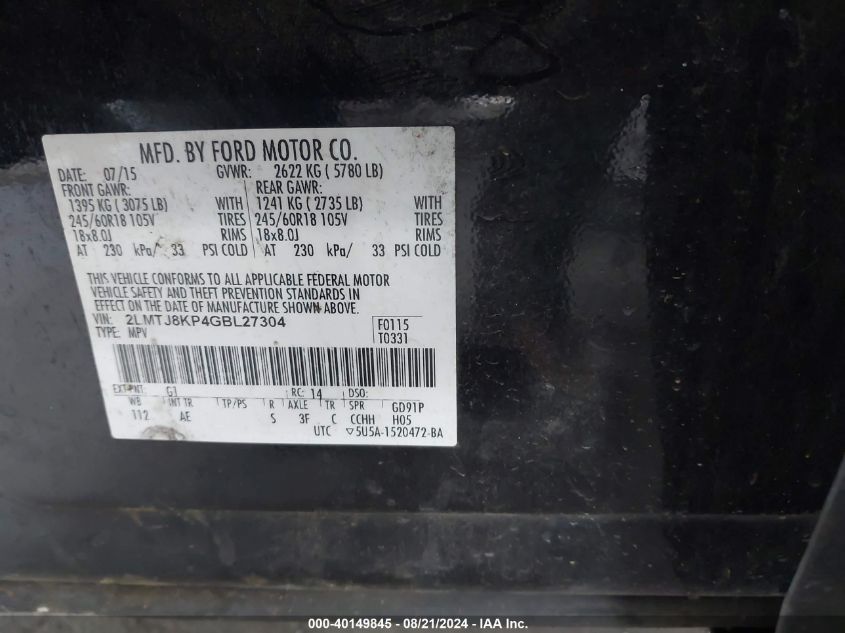 MFD. BY FORD MOTOR CO.
DATE: 07/15 GVWR: 2622 KG ( 5780 LB)
FRONT GAWR: REAR GAWR:
1395 KG ( 3075 LB) WITH 1241 KG ( 2735 LB) WITH
245/60R18 105V TIRES 245/60R18 105V TIRES
18x8.0J RIMS 18x8.0J RIMS
AT 230 kPa/ 33 PSI COLD AT 230 kPa/ 33 PSI COLD
THIS VEHICLE CONFORMS TO ALL APPLICABLE FEDERAL MOTOR
VEHICLE SAFETY AND THEFT PREVENTION STANDARDS IN
EFFECT ON THE DATE OF MANUFACTURE SHOWN ABOVE.
VIN: 2LMTJ8KP4GBL27304 F0115
TYPE: MPV T0331
EXT PNT: G1 RC: 14 DSO:
WB INT TR TP/PS R AXLE TR SPR GD91P
112 AE S 3F C CCHH H05
UTC ▽5U5A-1520472-BA
000-40149845 - 08/21/2024 - IAA Inc.